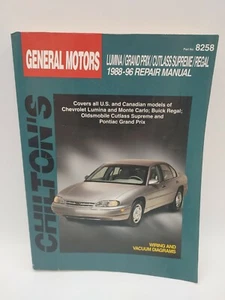 Part No. 8258
GENERAL MOTORS
LUMINA/GRAND PRIX/CUTLASS SUPREME/REGAL
1988-96 REPAIR MANUAL
Covers all U.S. and Canadian models of
Chevrolet Lumina and Monte Carlo; Buick Regal;
Oldsmobile Cutlass Supreme and
Pontiac Grand Prix
CHILTON'S
WIRING AND
VACUUM DIAGRAMS